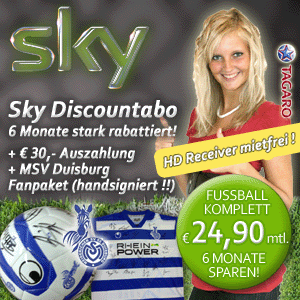 sky
TAGARO
Sky Discountabo
6 Monate stark rabattiert!
+ € 30,- Auszahlung
+ MSV Duisburg
Fanpaket (handsigniert !!)
HD Receiver mietfrei !
FUSSBALL
KOMPLETT
€ 24,90 mtl.
6 MONATE
SPAREN!
RHEIN
POWER